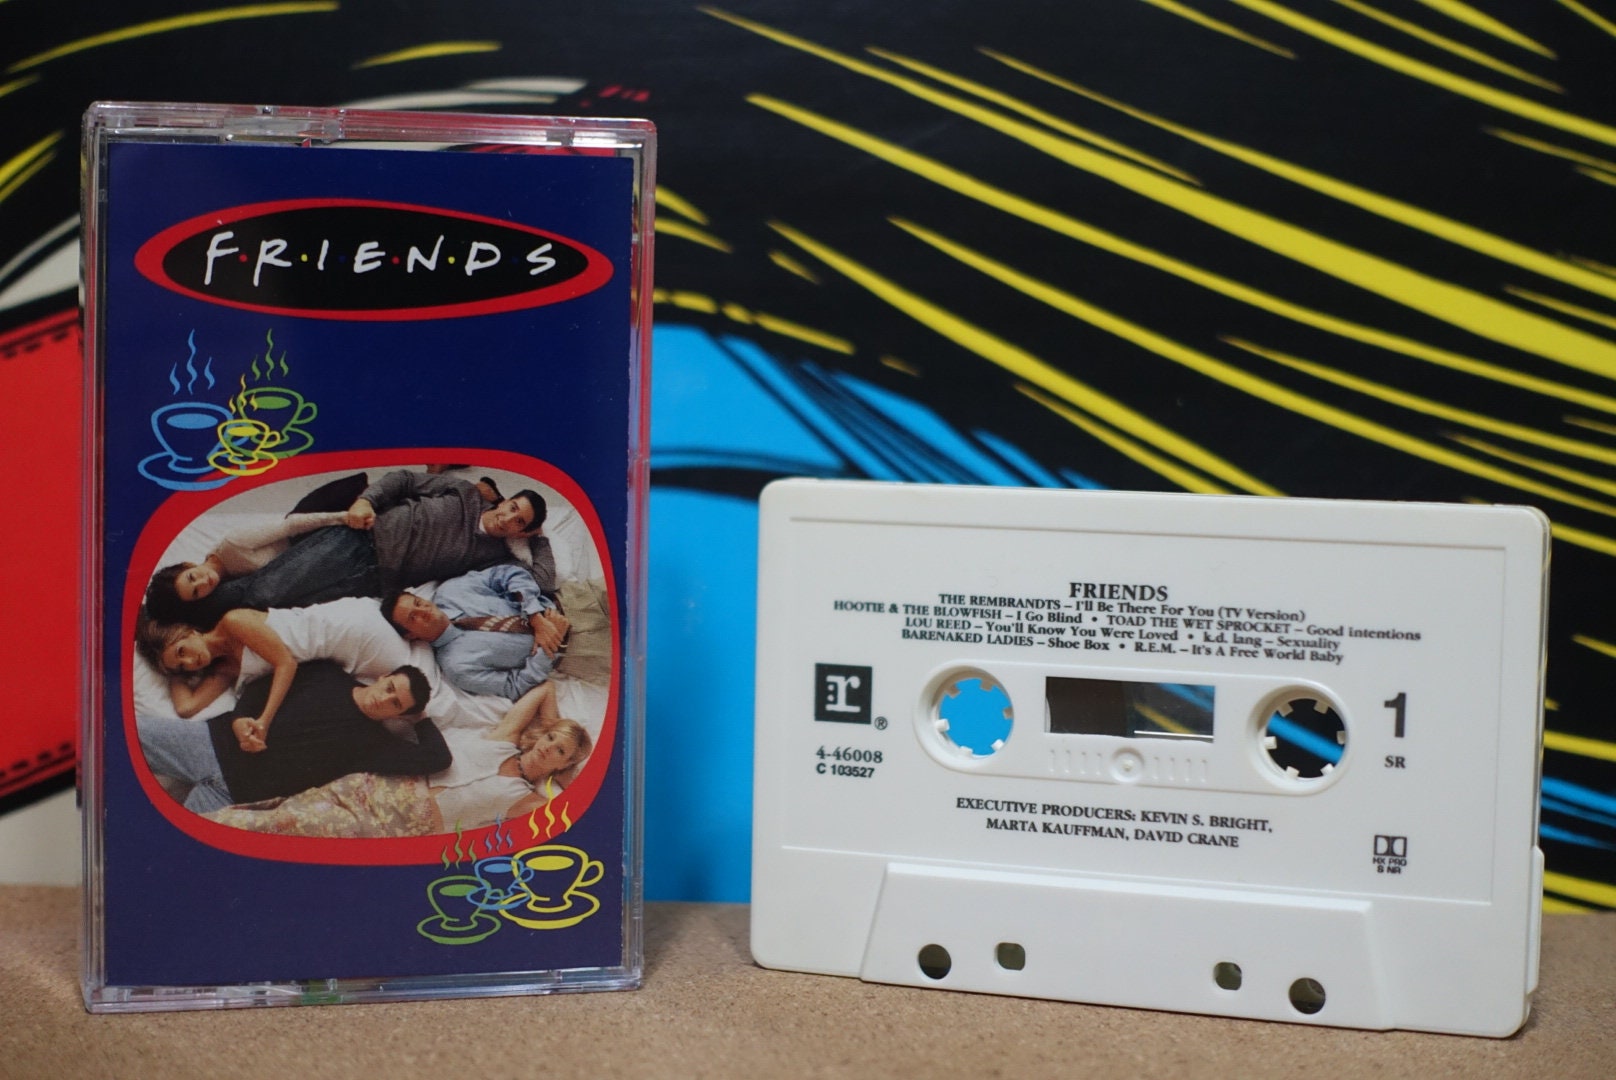 F·R·I·E·N·D·S
FRIENDS
THE REMBRANDTS – I'll Be There For You (TV Version)
HOOTIE & THE BLOWFISH – I Go Blind • TOAD THE WET SPROCKET – Good Intentions
LOU REED – You'll Know You Were Loved • k.d. lang – Sexuality
BARENAKED LADIES – Shoe Box • R.E.M. – It's A Free World Baby
r®
1
SR
4-46008
C 103527
EXECUTIVE PRODUCERS: KEVIN S. BRIGHT,
MARTA KAUFFMAN, DAVID CRANE
HX PRO
B NR